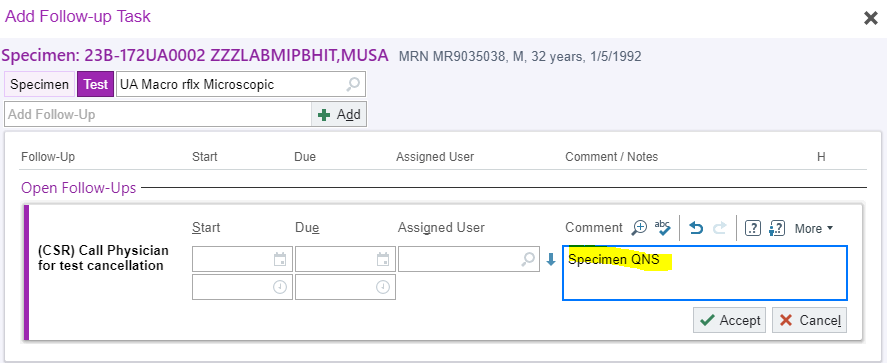 Add Follow-up Task
Specimen: 23B-172UA0002 ZZZLABMIPBHIT,MUSA MRN MR9035038, M, 32 years, 1/5/1992
Specimen Test UA Macro rflx Microscopic
Add Follow-Up Add
Follow-Up Start Due Assigned User Comment / Notes H
Open Follow-Ups
Start Due Assigned User Comment abc .? .? More
(CSR) Call Physician
for test cancellation
Specimen QNS
Accept Cancel